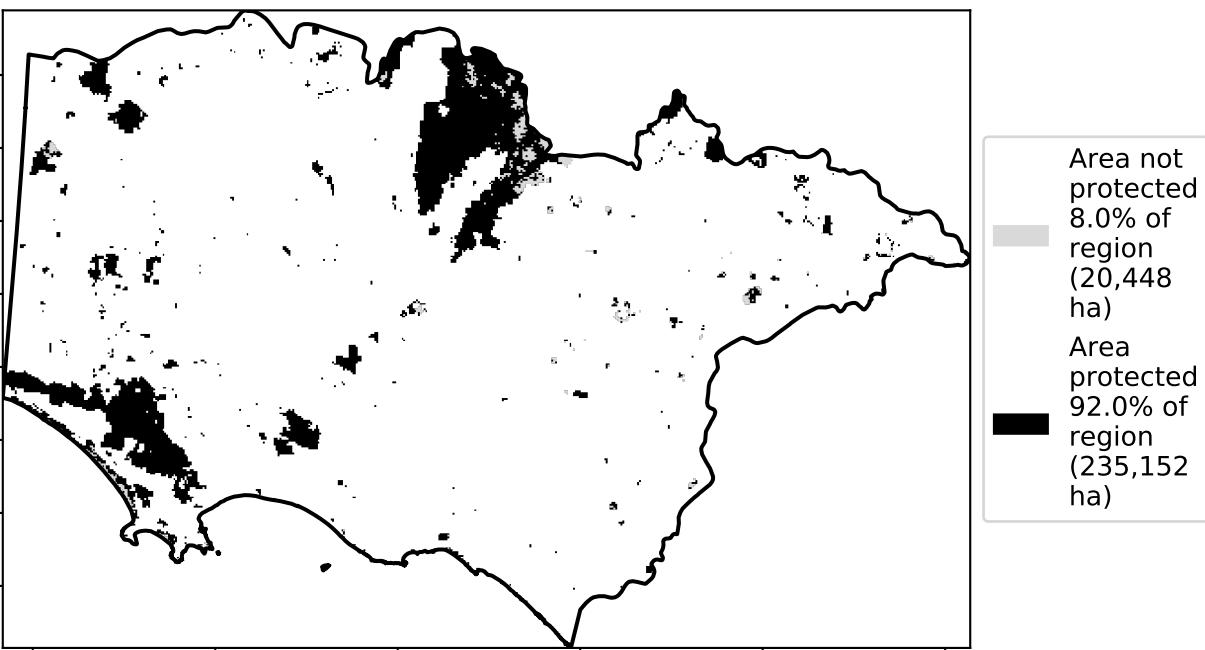 Area not
protected
8.0% of
region
(20,448
ha)
Area
protected
92.0% of
region
(235,152
ha)